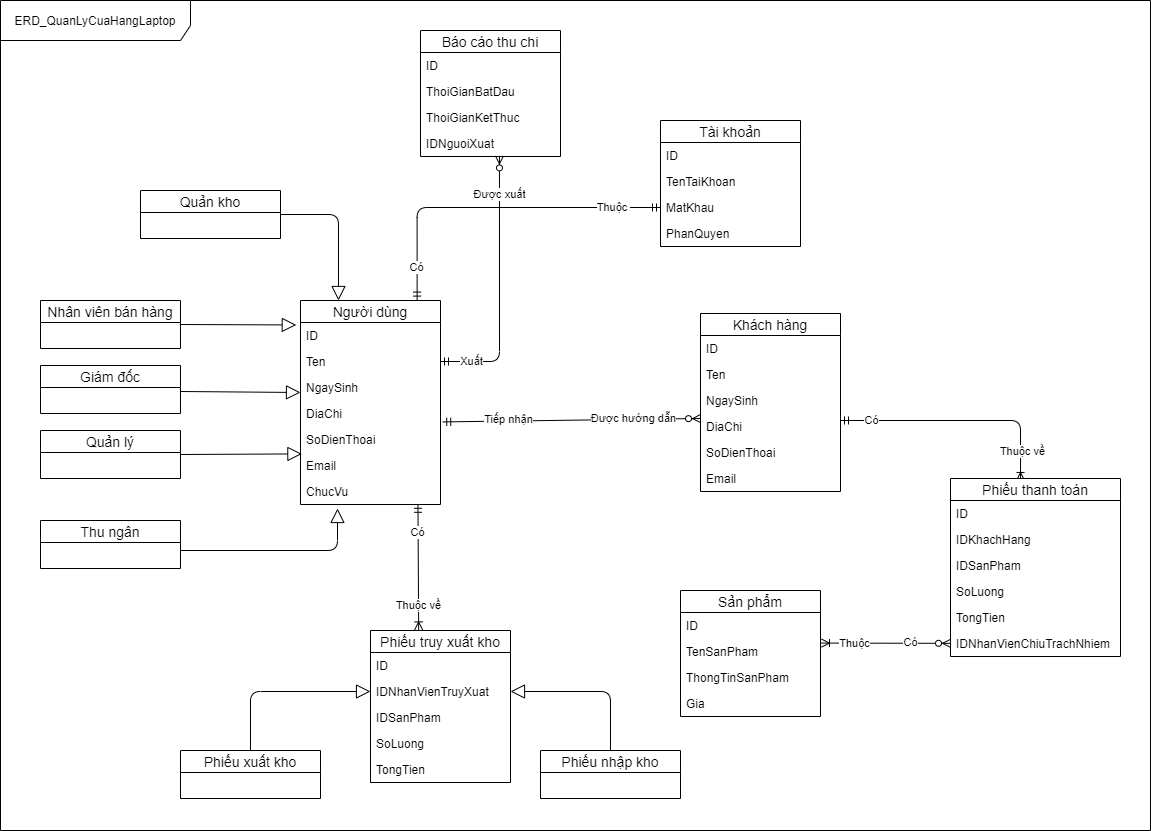 ERD_QuanLyCuaHangLaptop
Báo cáo thu chi
ID
ThoiGianBatDau
ThoiGianKetThuc
IDNguoiXuat
Tài khoản
ID
TenTaiKhoan
MatKhau
PhanQuyen
Được xuất
Thuộc
Có
Quản kho
Nhân viên bán hàng
Giám đốc
Quản lý
Thu ngân
Người dùng
ID
Ten
NgaySinh
DiaChi
SoDienThoai
Email
ChucVu
Xuất
Tiếp nhận
Được hướng dẫn
Khách hàng
ID
Ten
NgaySinh
DiaChi
SoDienThoai
Email
Có
Thuộc về
Phiếu thanh toán
ID
IDKhachHang
IDSanPham
SoLuong
TongTien
IDNhanVienChiuTrachNhiem
Sản phẩm
ID
TenSanPham
ThongTinSanPham
Gia
Thuộc
Có
Có
Thuộc về
Phiếu truy xuất kho
ID
IDNhanVienTruyXuat
IDSanPham
SoLuong
TongTien
Phiếu xuất kho
Phiếu nhập kho